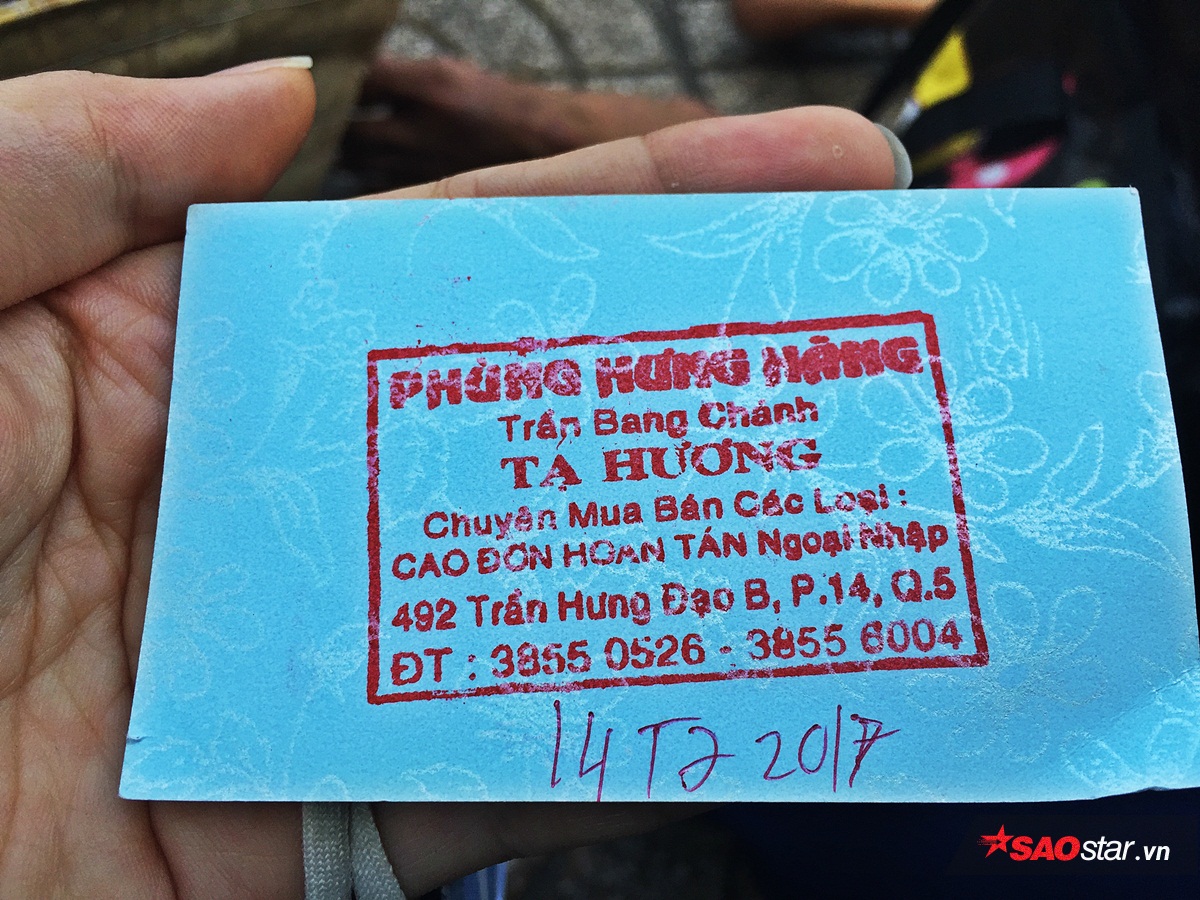 PHÙNG HƯNG HÃNG
Trần Bang Chánh
TẠ HƯƠNG
Chuyên Mua Bán Các Loại :
CAO ĐƠN HOAN TÁN Ngoại Nhập
492 Trần Hưng Đạo B, P.14, Q.5
ĐT : 3855 0526 - 3855 6004
14 T2 2017
SAOstar.vn